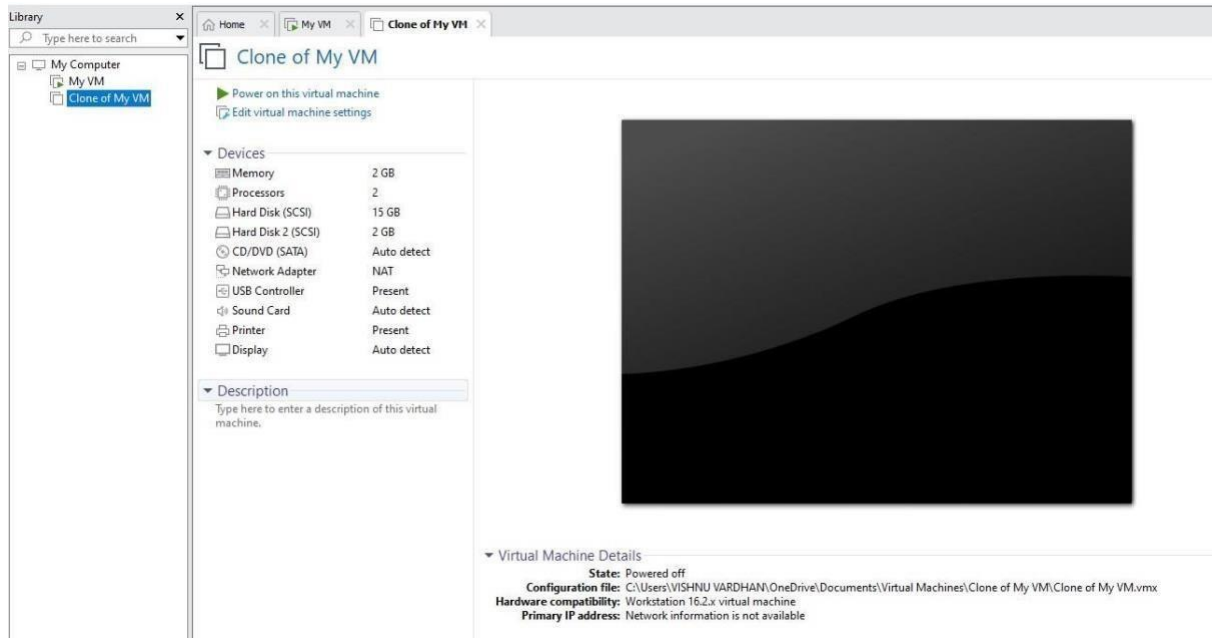 Library
Type here to search
My Computer
My VM
Clone of My VM
Home
My VM
Clone of My VM
Clone of My VM
Power on this virtual machine
Edit virtual machine settings
Devices
Memory 2 GB
Processors 2
Hard Disk (SCSI) 15 GB
Hard Disk 2 (SCSI) 2 GB
CD/DVD (SATA) Auto detect
Network Adapter NAT
USB Controller Present
Sound Card Auto detect
Printer Present
Display Auto detect
Description
Type here to enter a description of this virtual
machine.
Virtual Machine Details
State: Powered off
Configuration file: C:\Users\VISHNU VARDHAN\OneDrive\Documents\Virtual Machines\Clone of My VM\Clone of My VM.vmx
Hardware compatibility: Workstation 16.2.x virtual machine
Primary IP address: Network information is not available